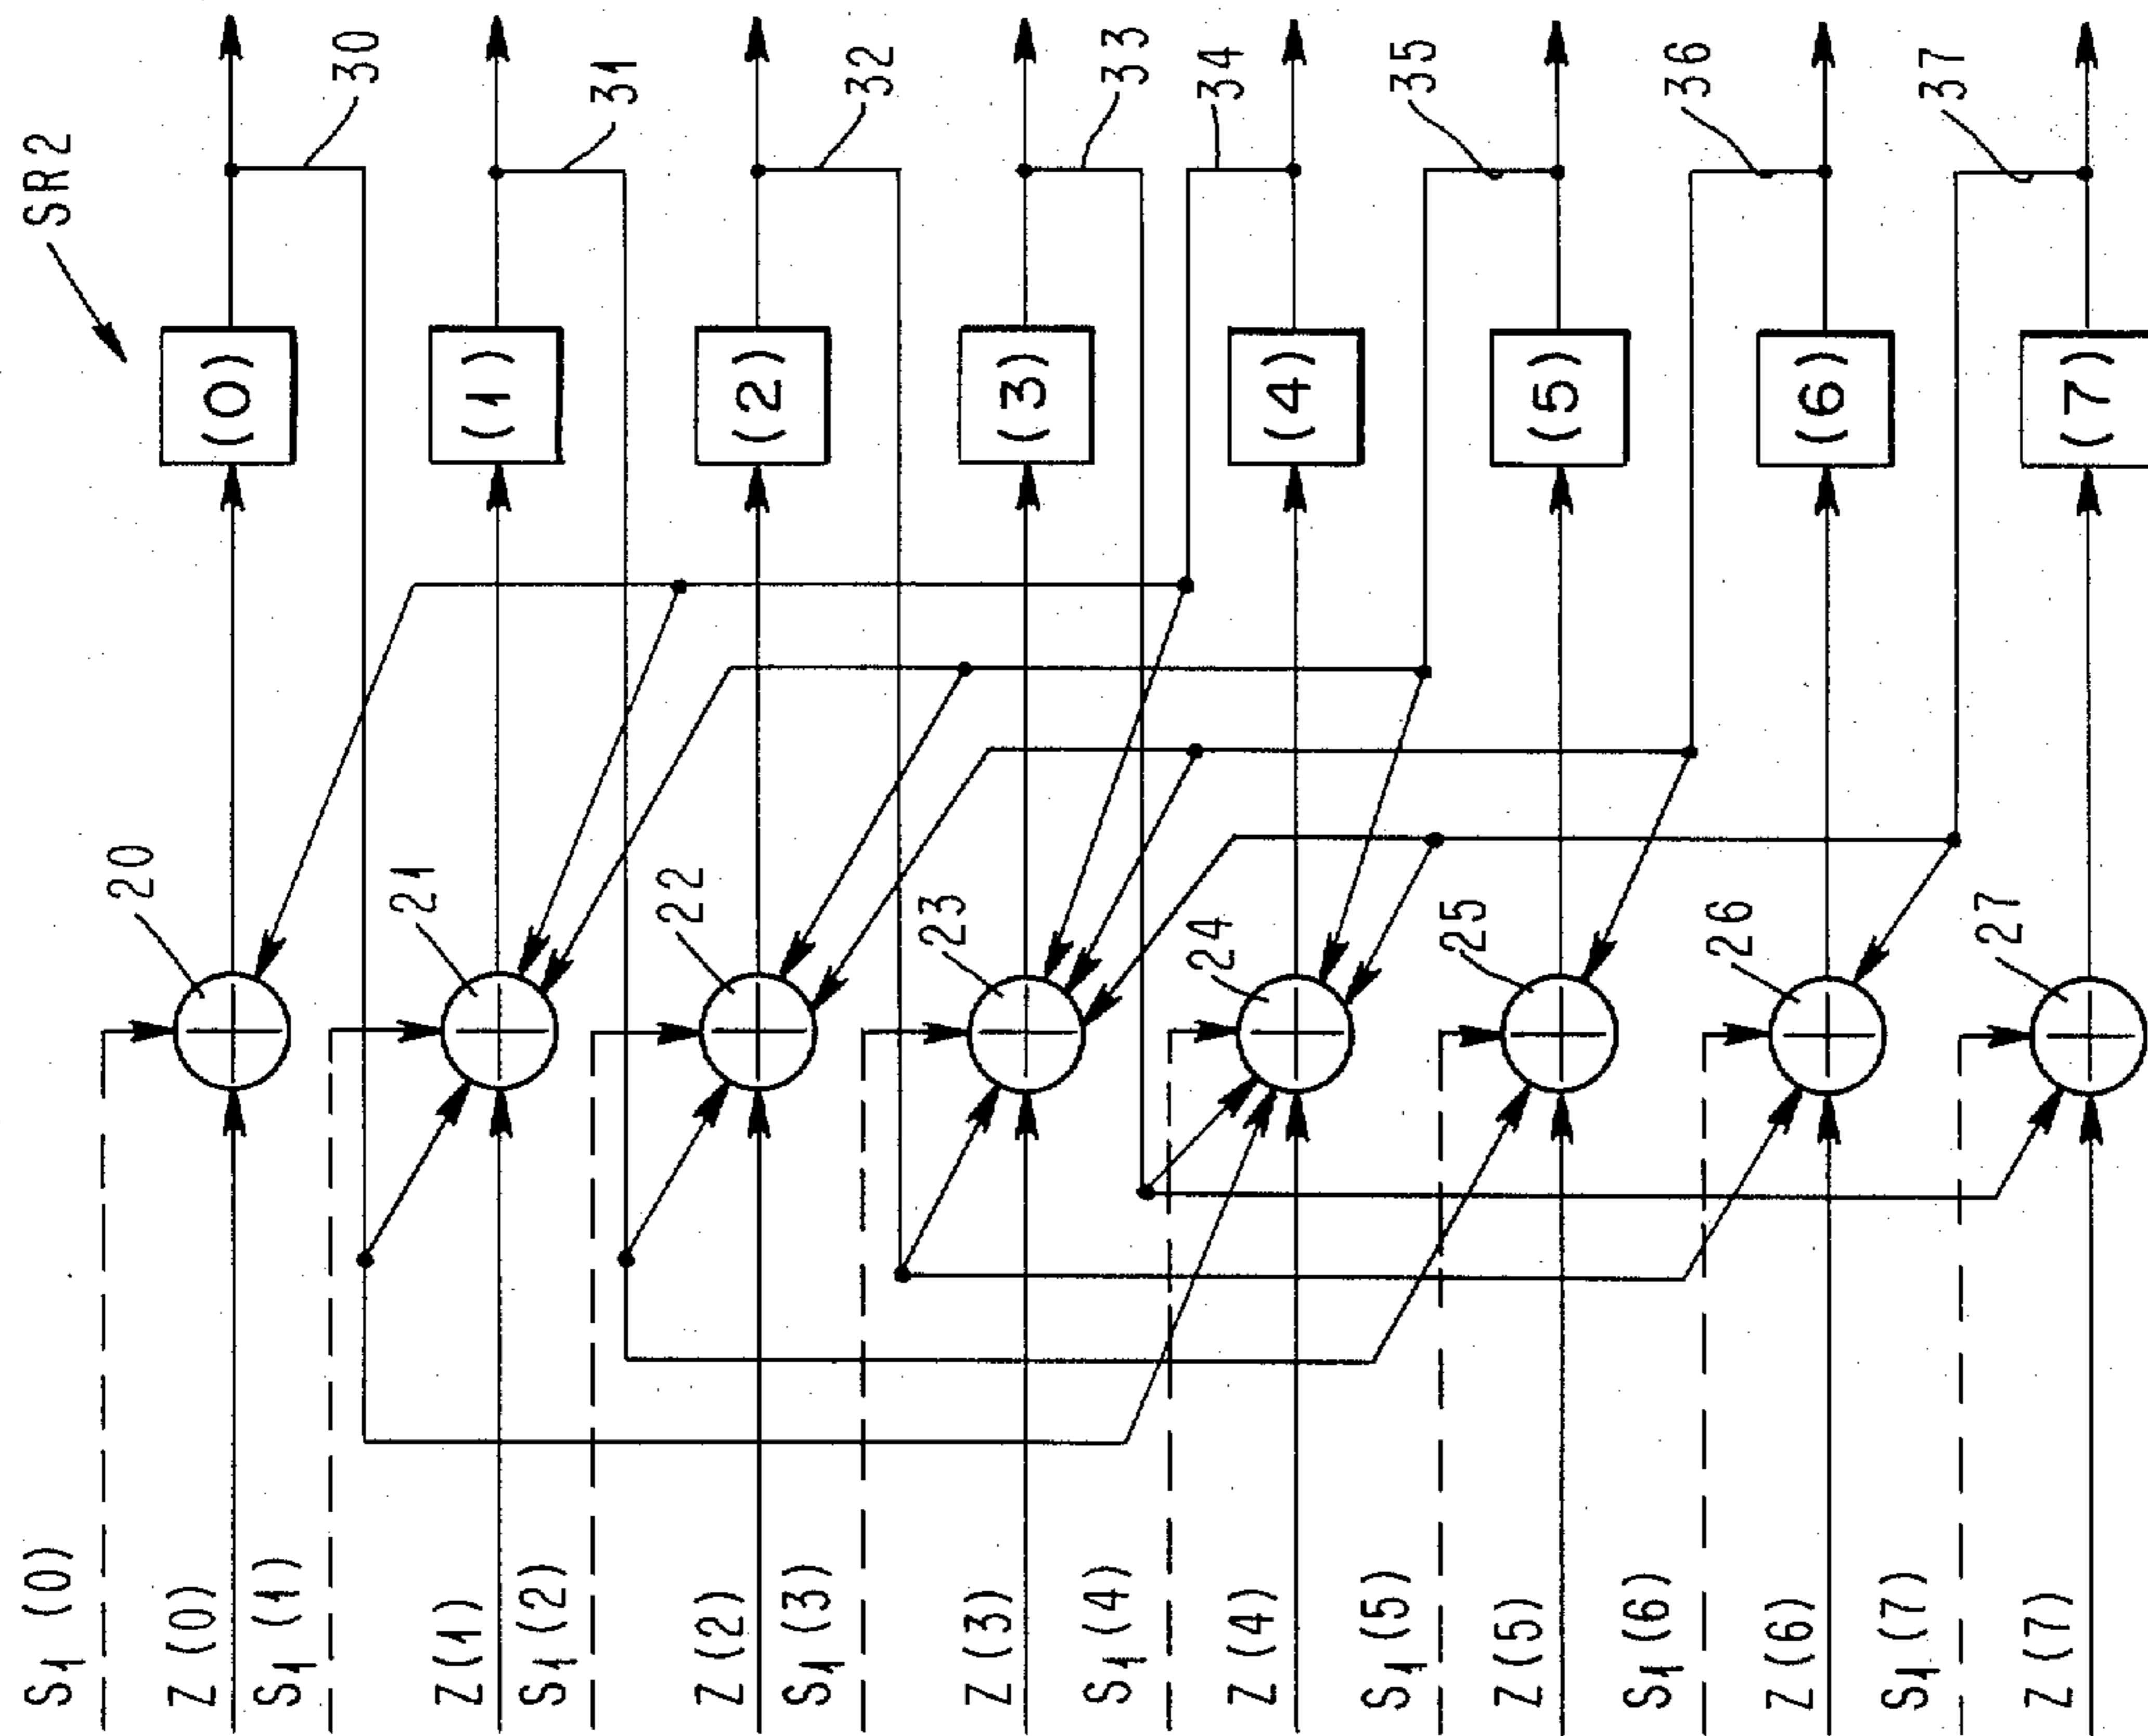 S₁ (0)
Z (0)
S₁ (1)
Z (1)
S₁ (2)
Z (2)
S₁ (3)
Z (3)
S₁ (4)
Z (4)
S₁ (5)
Z (5)
S₁ (6)
Z (6)
S₁ (7)
Z (7)
20
21
22
23
24
25
26
27
(0)
(1)
(2)
(3)
(4)
(5)
(6)
(7)
SR2
30
31
32
33
34
35
36
37